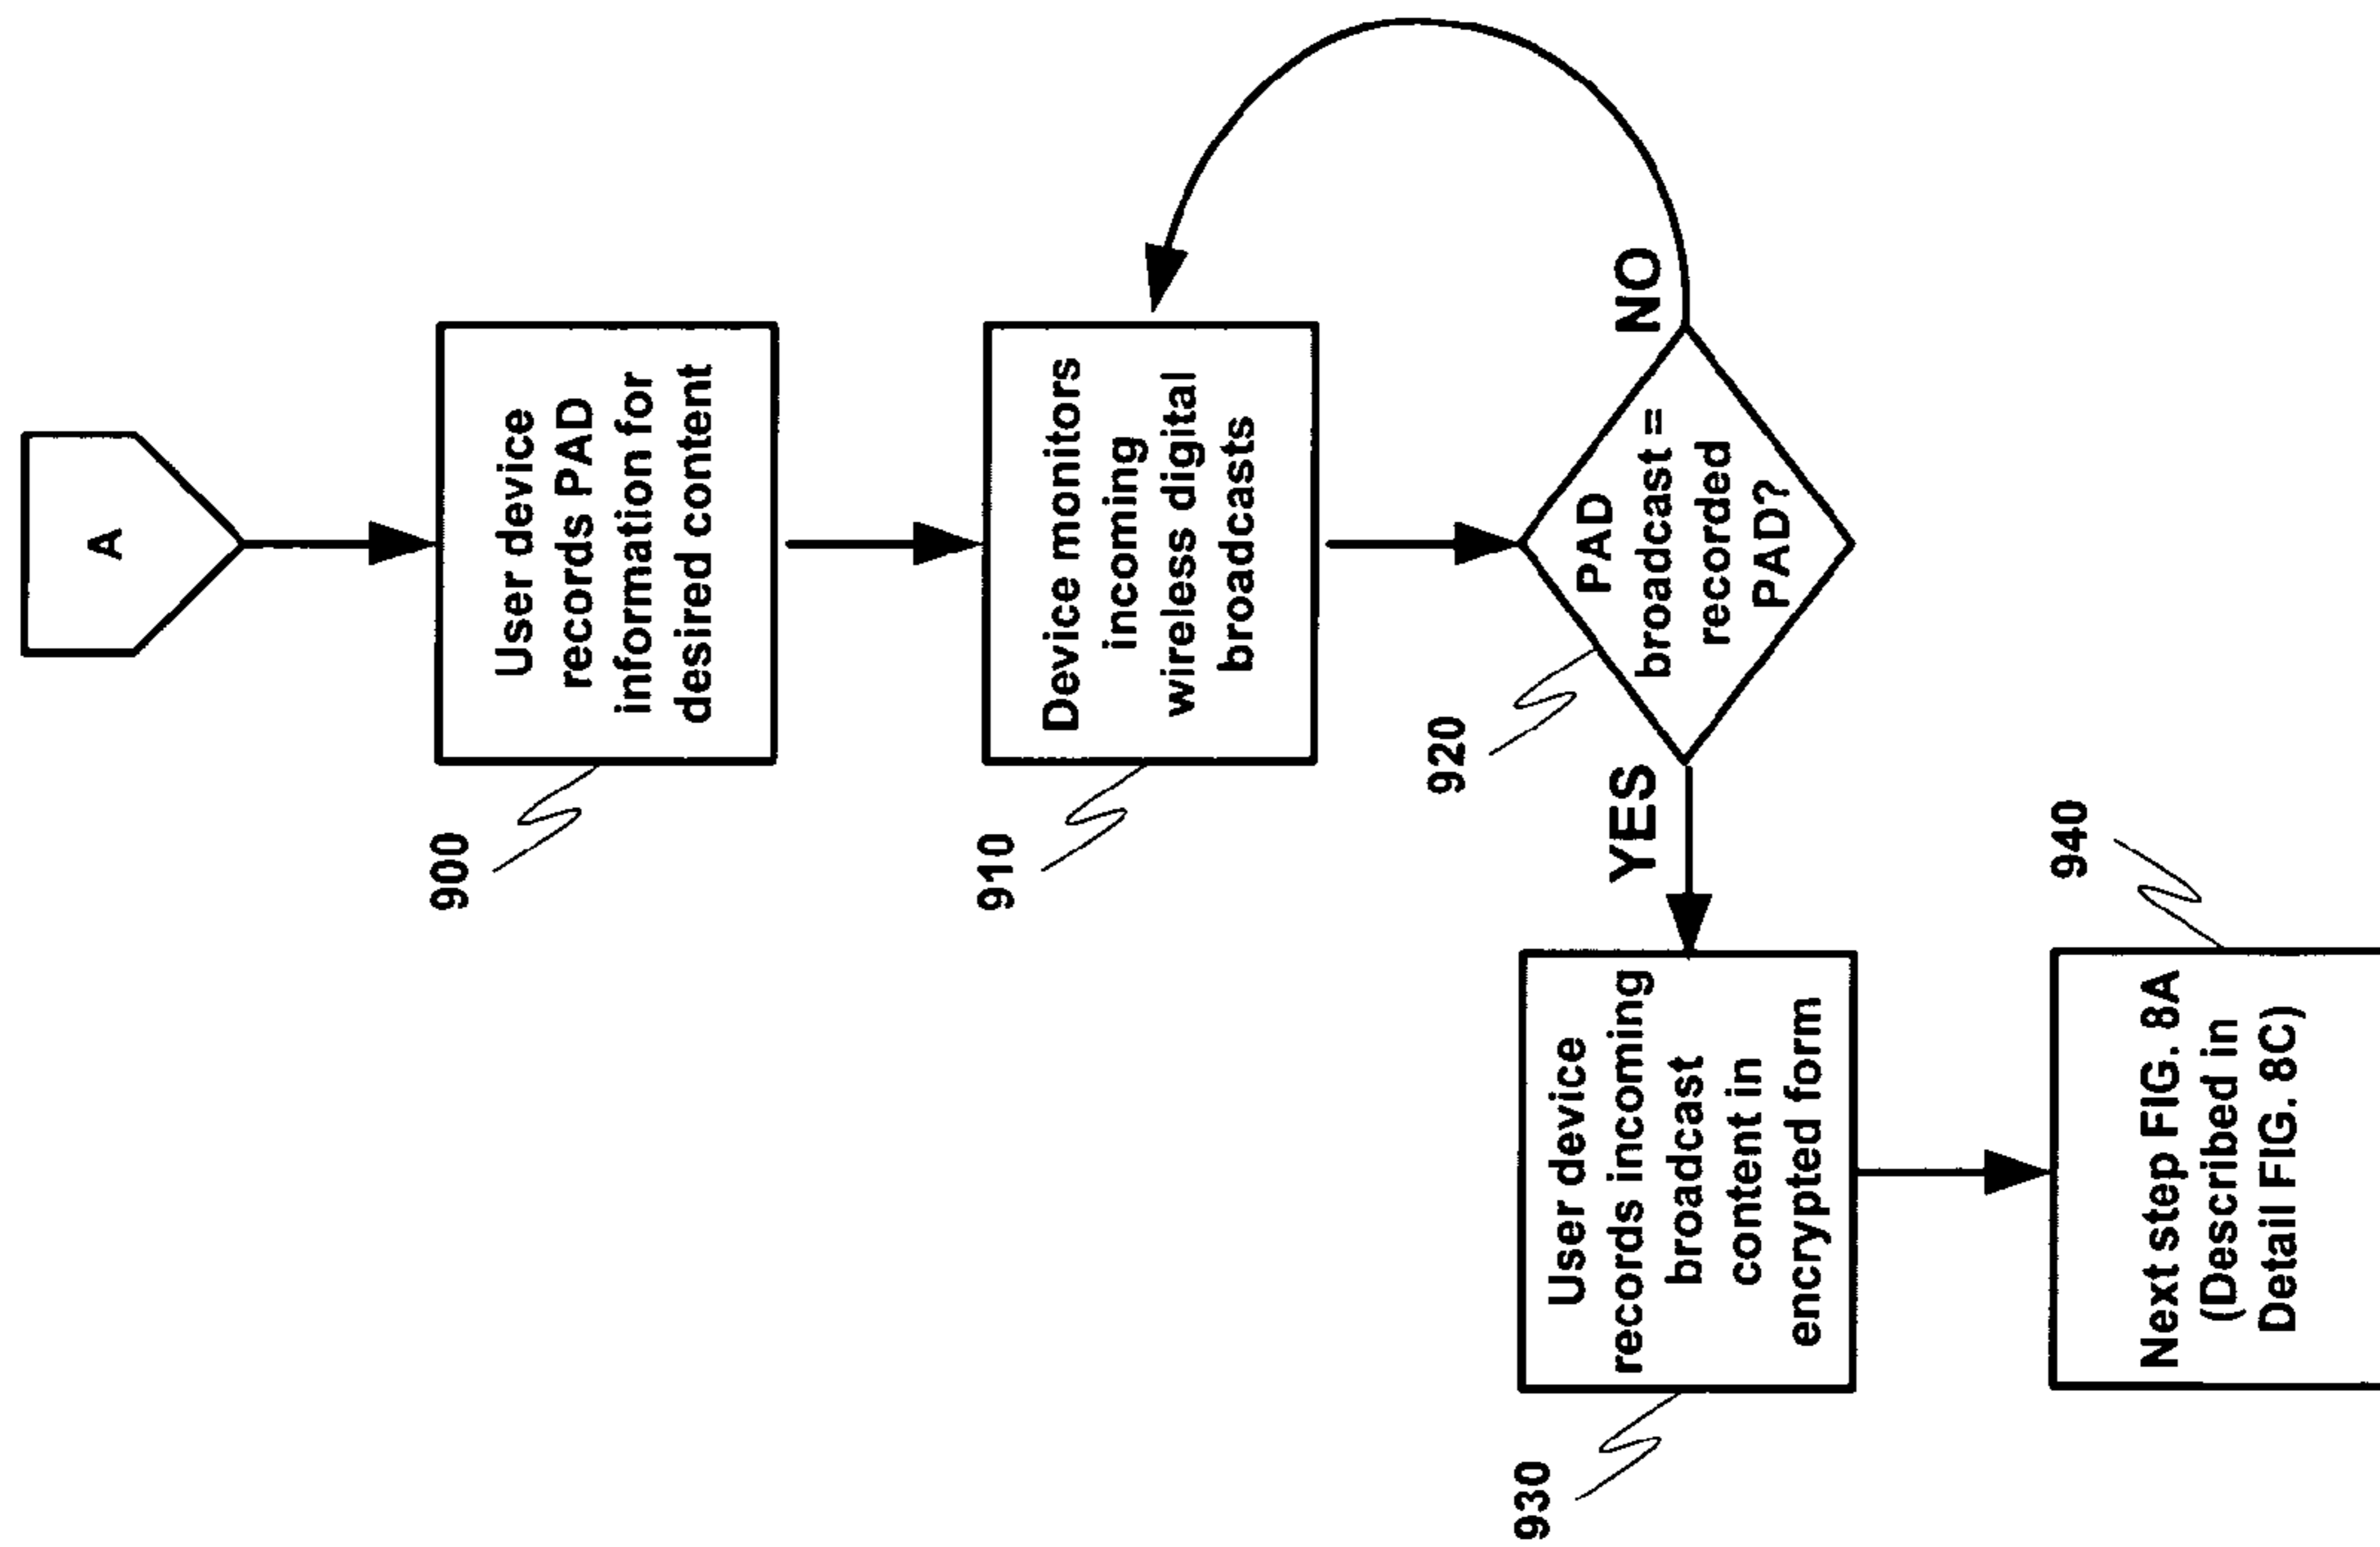 A
User device
records PAD
information for
desired content
900
Device monitors
incoming
wireless digital
broadcasts
910
PAD
broadcast =
recorded
PAD?
920
NO
YES
User device
records incoming
broadcast
content in
encrypted form
930
Next step FIG. 8A
(Described in
Detail FIG. 8C)
940